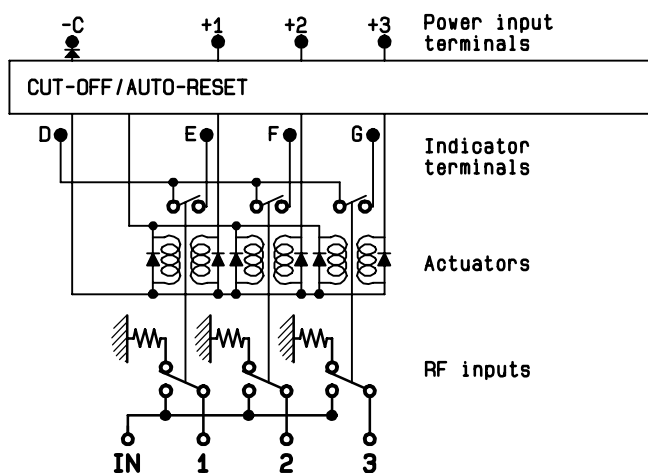 -C +1 +2 +3 Power input
terminals
CUT-OFF/AUTO-RESET
D E F G Indicator
terminals
Actuators
RF inputs
IN 1 2 3